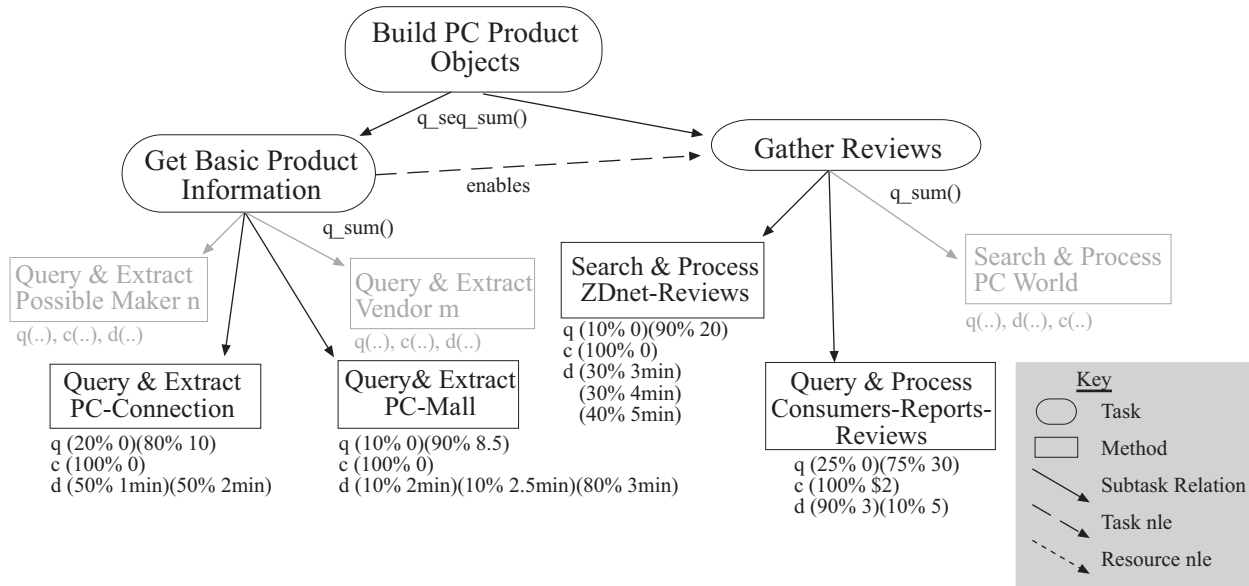 Build PC Product
Objects
q_seq_sum()
Get Basic Product
Information
enables
Gather Reviews
q_sum()
q_sum()
Query & Extract
Possible Maker n
q(..), c(..), d(..)
Query & Extract
Vendor m
q(..), c(..), d(..)
Search & Process
ZDnet-Reviews
q (10% 0)(90% 20)
c (100% 0)
d (30% 3min)
(30% 4min)
(40% 5min)
Search & Process
PC World
q(..), d(..), c(..)
Query & Extract
PC-Connection
q (20% 0)(80% 10)
c (100% 0)
d (50% 1min)(50% 2min)
Query& Extract
PC-Mall
q (10% 0)(90% 8.5)
c (100% 0)
d (10% 2min)(10% 2.5min)(80% 3min)
Query & Process
Consumers-Reports-
Reviews
q (25% 0)(75% 30)
c (100% $2)
d (90% 3)(10% 5)
Key
Task
Method
Subtask Relation
Task nle
Resource nle